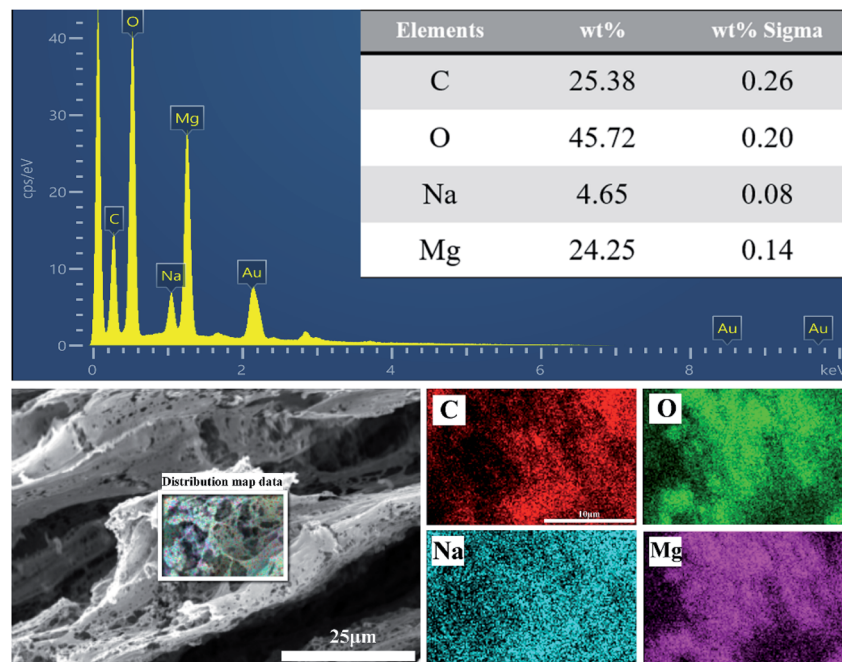 Elements wt% wt% Sigma
C 25.38 0.26
O 45.72 0.20
Na 4.65 0.08
Mg 24.25 0.14
cps/eV
40
30
20
10
0
O
Mg
C
Na
Au
Au
Au
0 2 4 6 8 keV
Distribution map data
25μm
C
10μm
O
Na
Mg